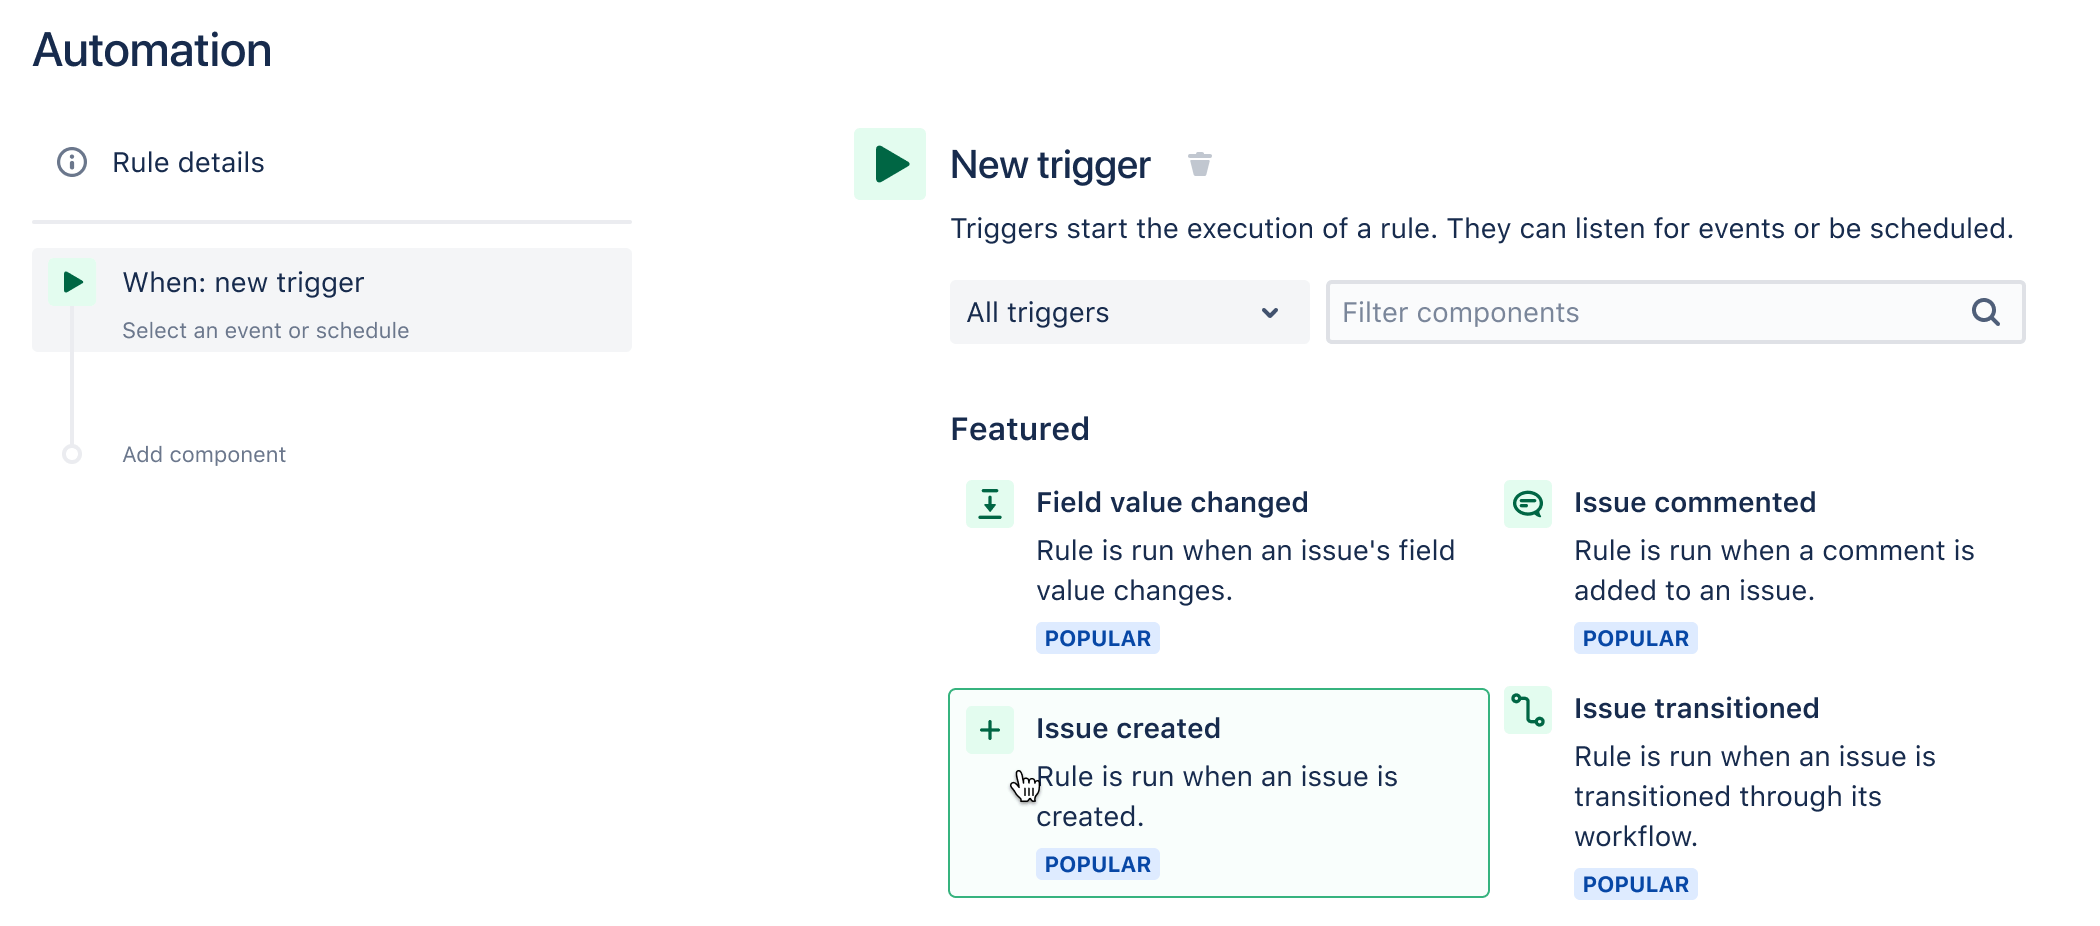 Automation
Rule details
When: new trigger
Select an event or schedule
Add component
New trigger
Triggers start the execution of a rule. They can listen for events or be scheduled.
All triggers
Filter components
Featured
Field value changed
Rule is run when an issue's field
value changes.
POPULAR
Issue commented
Rule is run when a comment is
added to an issue.
POPULAR
Issue created
Rule is run when an issue is
created.
POPULAR
Issue transitioned
Rule is run when an issue is
transitioned through its
workflow.
POPULAR